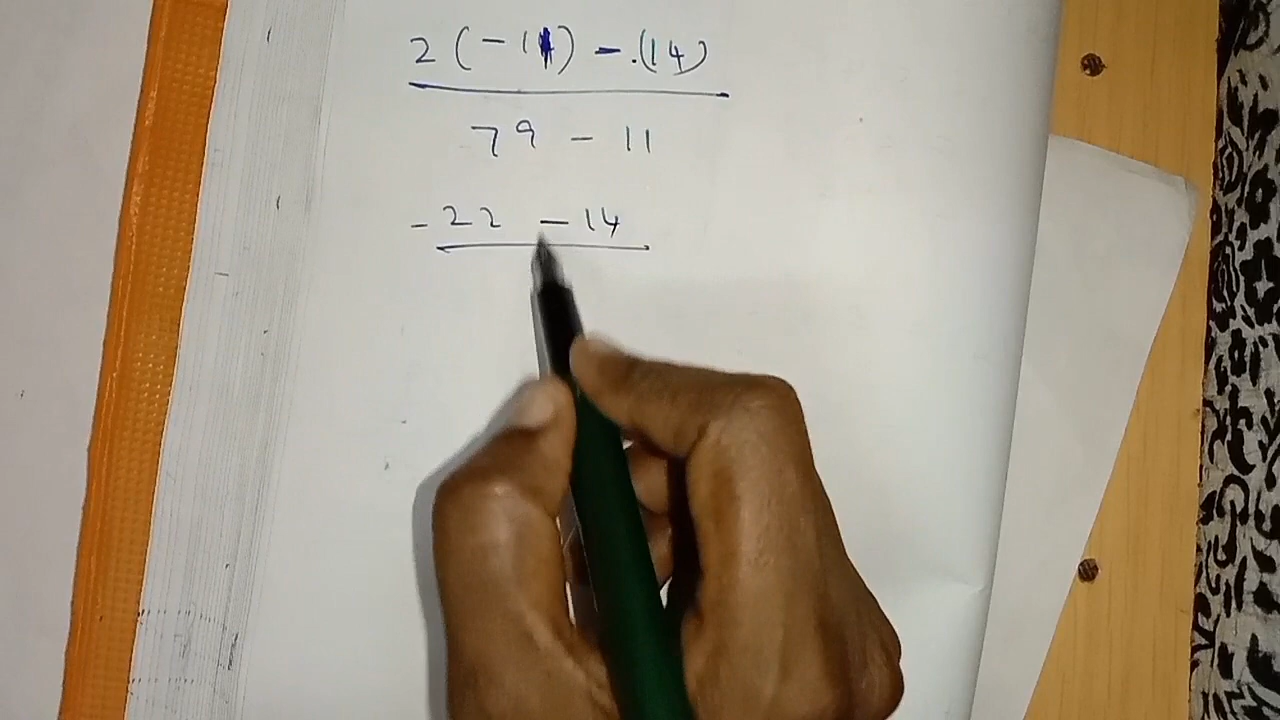 2 (-11) - (14)
79 - 11
-22 - 14